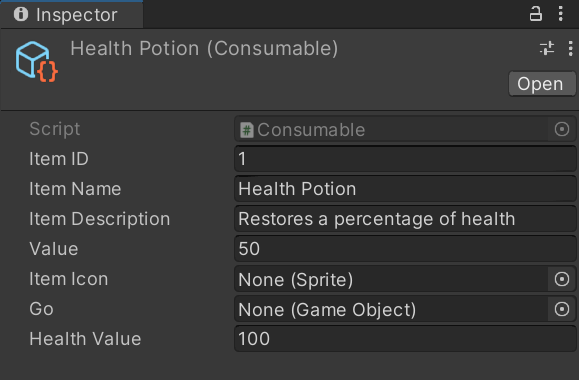 Inspector
Health Potion (Consumable)
Open
Script # Consumable
Item ID 1
Item Name Health Potion
Item Description Restores a percentage of health
Value 50
Item Icon None (Sprite)
Go None (Game Object)
Health Value 100